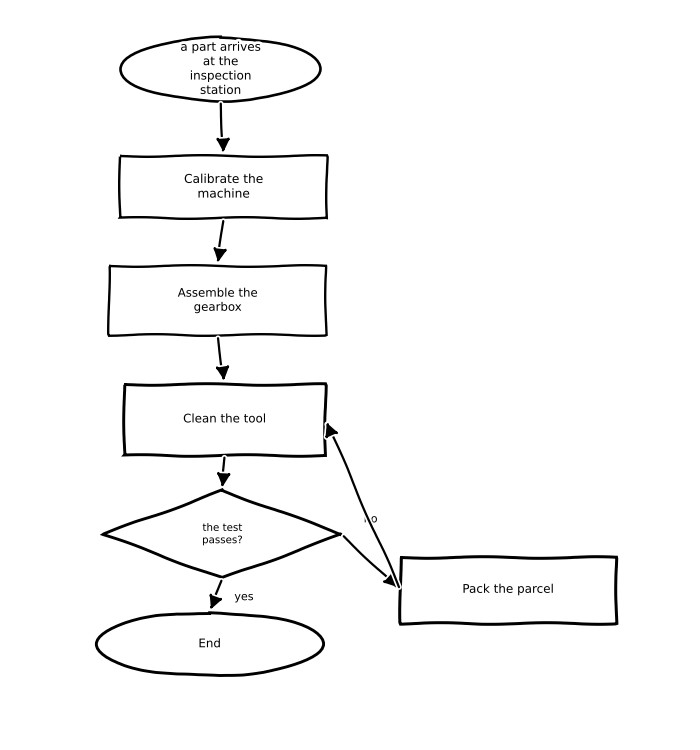 a part arrives
at the
inspection
station
Calibrate the
machine
Assemble the
gearbox
Clean the tool
the test
passes?
no
Pack the parcel
yes
End